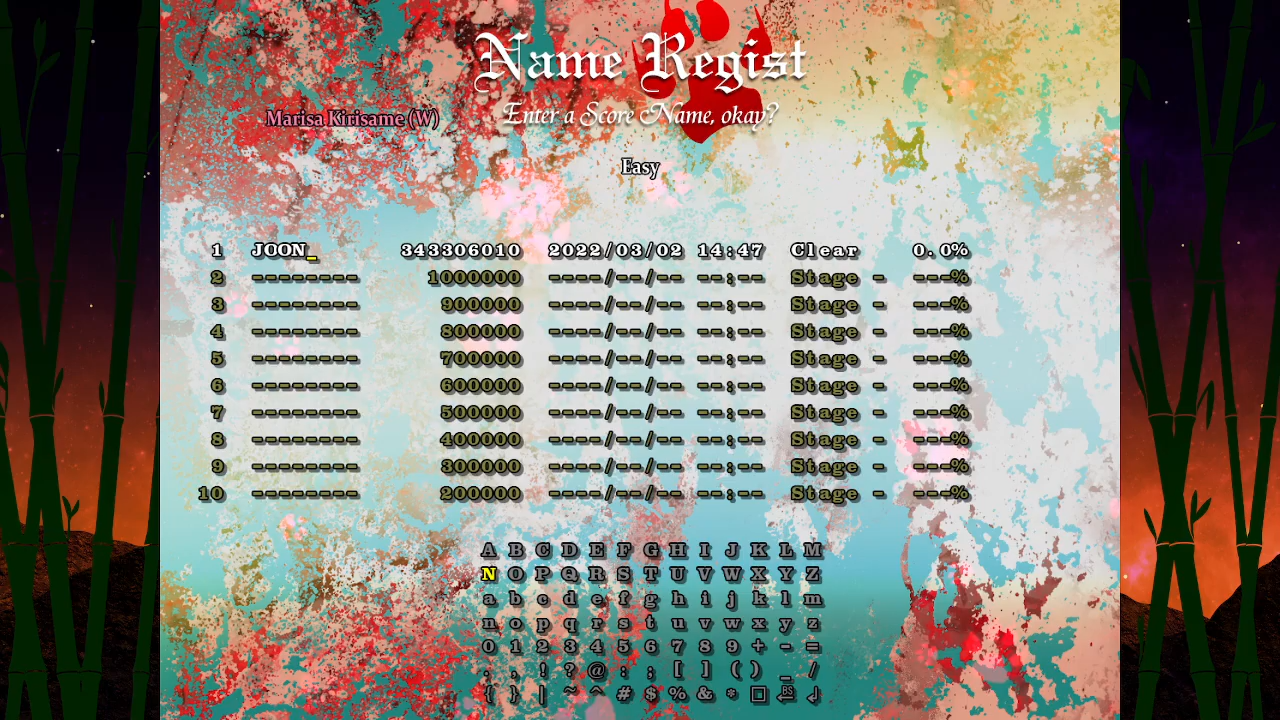 Name Regist
Marisa Kirisame (W)
Enter a Score Name, okay?
Easy
1 JOON_ 343306010 2022/03/02 14:47 Clear 0.0%
2 -------- 1000000 ----/--/-- --:-- Stage - ---%
3 -------- 900000 ----/--/-- --:-- Stage - ---%
4 -------- 800000 ----/--/-- --:-- Stage - ---%
5 -------- 700000 ----/--/-- --:-- Stage - ---%
6 -------- 600000 ----/--/-- --:-- Stage - ---%
7 -------- 500000 ----/--/-- --:-- Stage - ---%
8 -------- 400000 ----/--/-- --:-- Stage - ---%
9 -------- 300000 ----/--/-- --:-- Stage - ---%
10 -------- 200000 ----/--/-- --:-- Stage - ---%
A B C D E F G H I J K L M
N O P Q R S T U V W X Y Z
a b c d e f g h i j k l m
n o p q r s t u v w x y z
0 1 2 3 4 5 6 7 8 9 + - =
. , ! ? @ : ; [ ] ( ) _ /
{ } | ~ ^ # $ % & * □ BS ↲